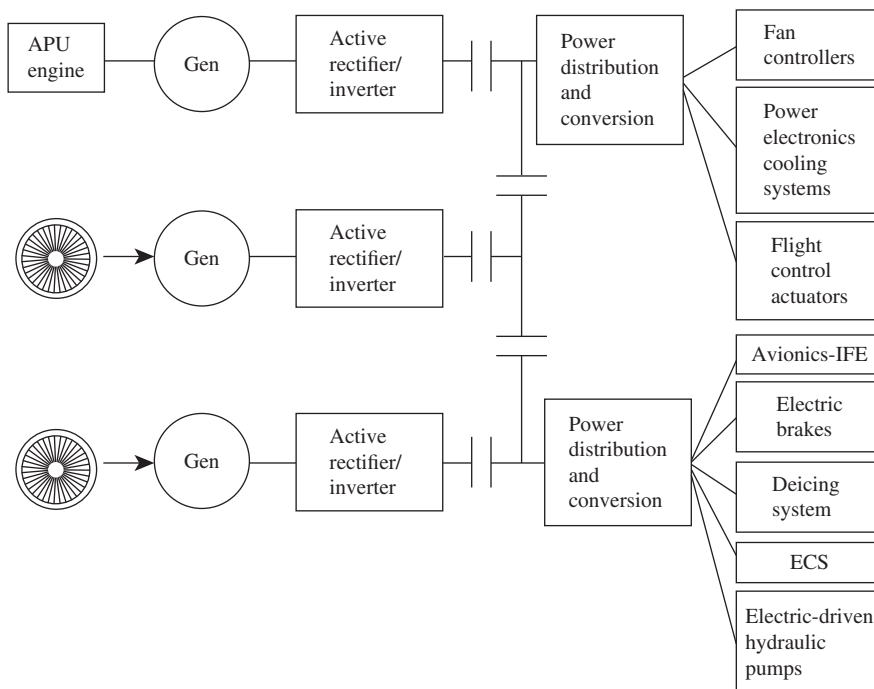 APU
engine
Gen
Active
rectifier/
inverter
Power
distribution
and
conversion
Fan
controllers
Power
electronics
cooling
systems
Flight
control
actuators
Gen
Active
rectifier/
inverter
Gen
Active
rectifier/
inverter
Power
distribution
and
conversion
Avionics-IFE
Electric
brakes
Deicing
system
ECS
Electric-driven
hydraulic
pumps